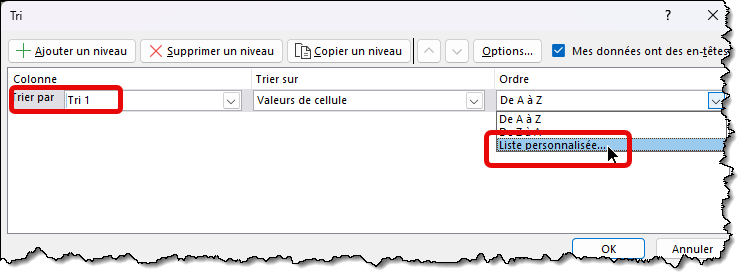 Tri ?
Ajouter un niveau Supprimer un niveau Copier un niveau Options... Mes données ont des en-têtes
Colonne Trier sur Ordre
Trier par Tri 1 Valeurs de cellule De A à Z
De A à Z
De Z à A
Liste personnalisée...
OK Annuler